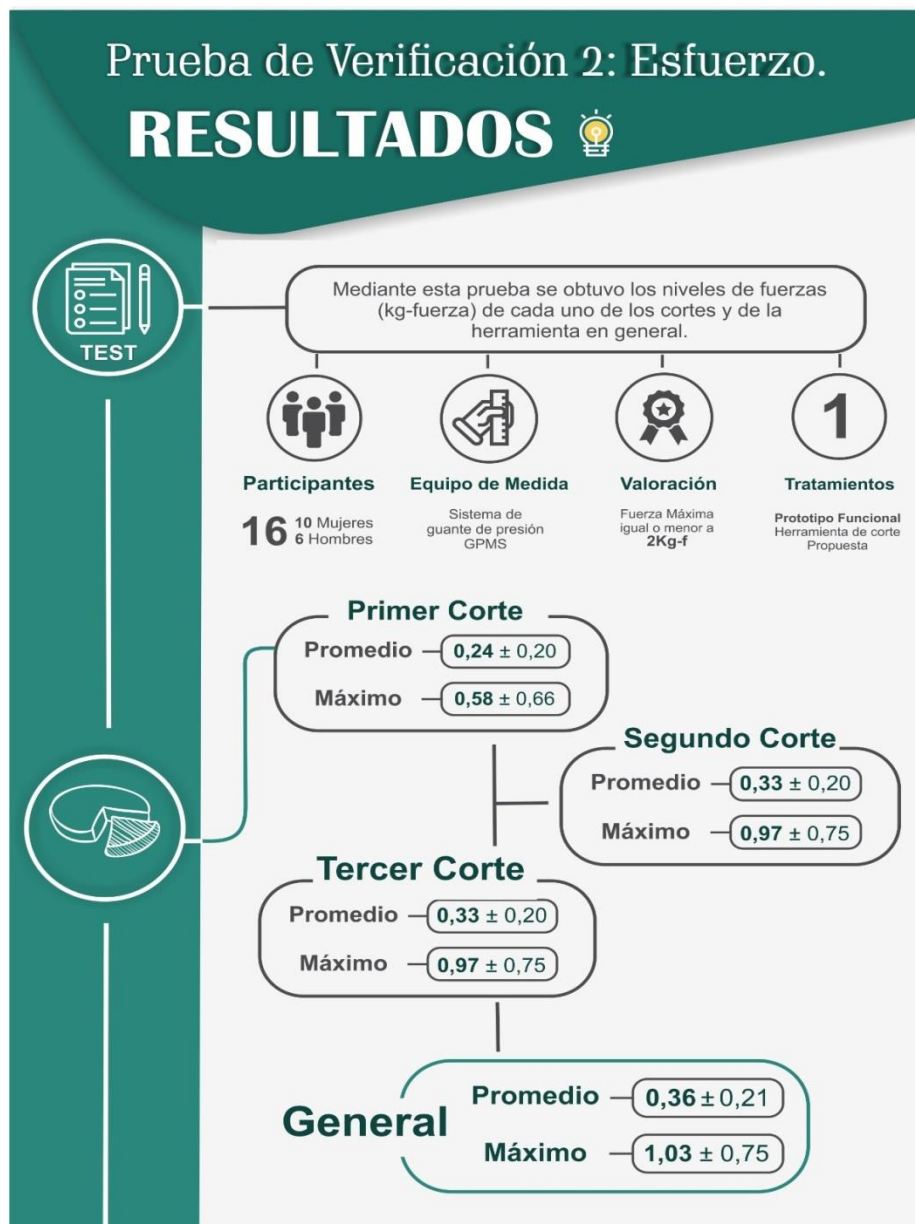 Prueba de Verificación 2: Esfuerzo.
RESULTADOS
TEST
Mediante esta prueba se obtuvo los niveles de fuerzas
(kg-fuerza) de cada uno de los cortes y de la
herramienta en general.
Participantes
16 10 Mujeres
6 Hombres
Equipo de Medida
Sistema de
guante de presión
GPMS
Valoración
Fuerza Máxima
igual o menor a
2Kg-f
1
Tratamientos
Prototipo Funcional
Herramienta de corte
Propuesta
Primer Corte
Promedio 0,24 ± 0,20
Máximo 0,58 ± 0,66
Segundo Corte
Promedio 0,33 ± 0,20
Máximo 0,97 ± 0,75
Tercer Corte
Promedio 0,33 ± 0,20
Máximo 0,97 ± 0,75
General
Promedio 0,36 ± 0,21
Máximo 1,03 ± 0,75